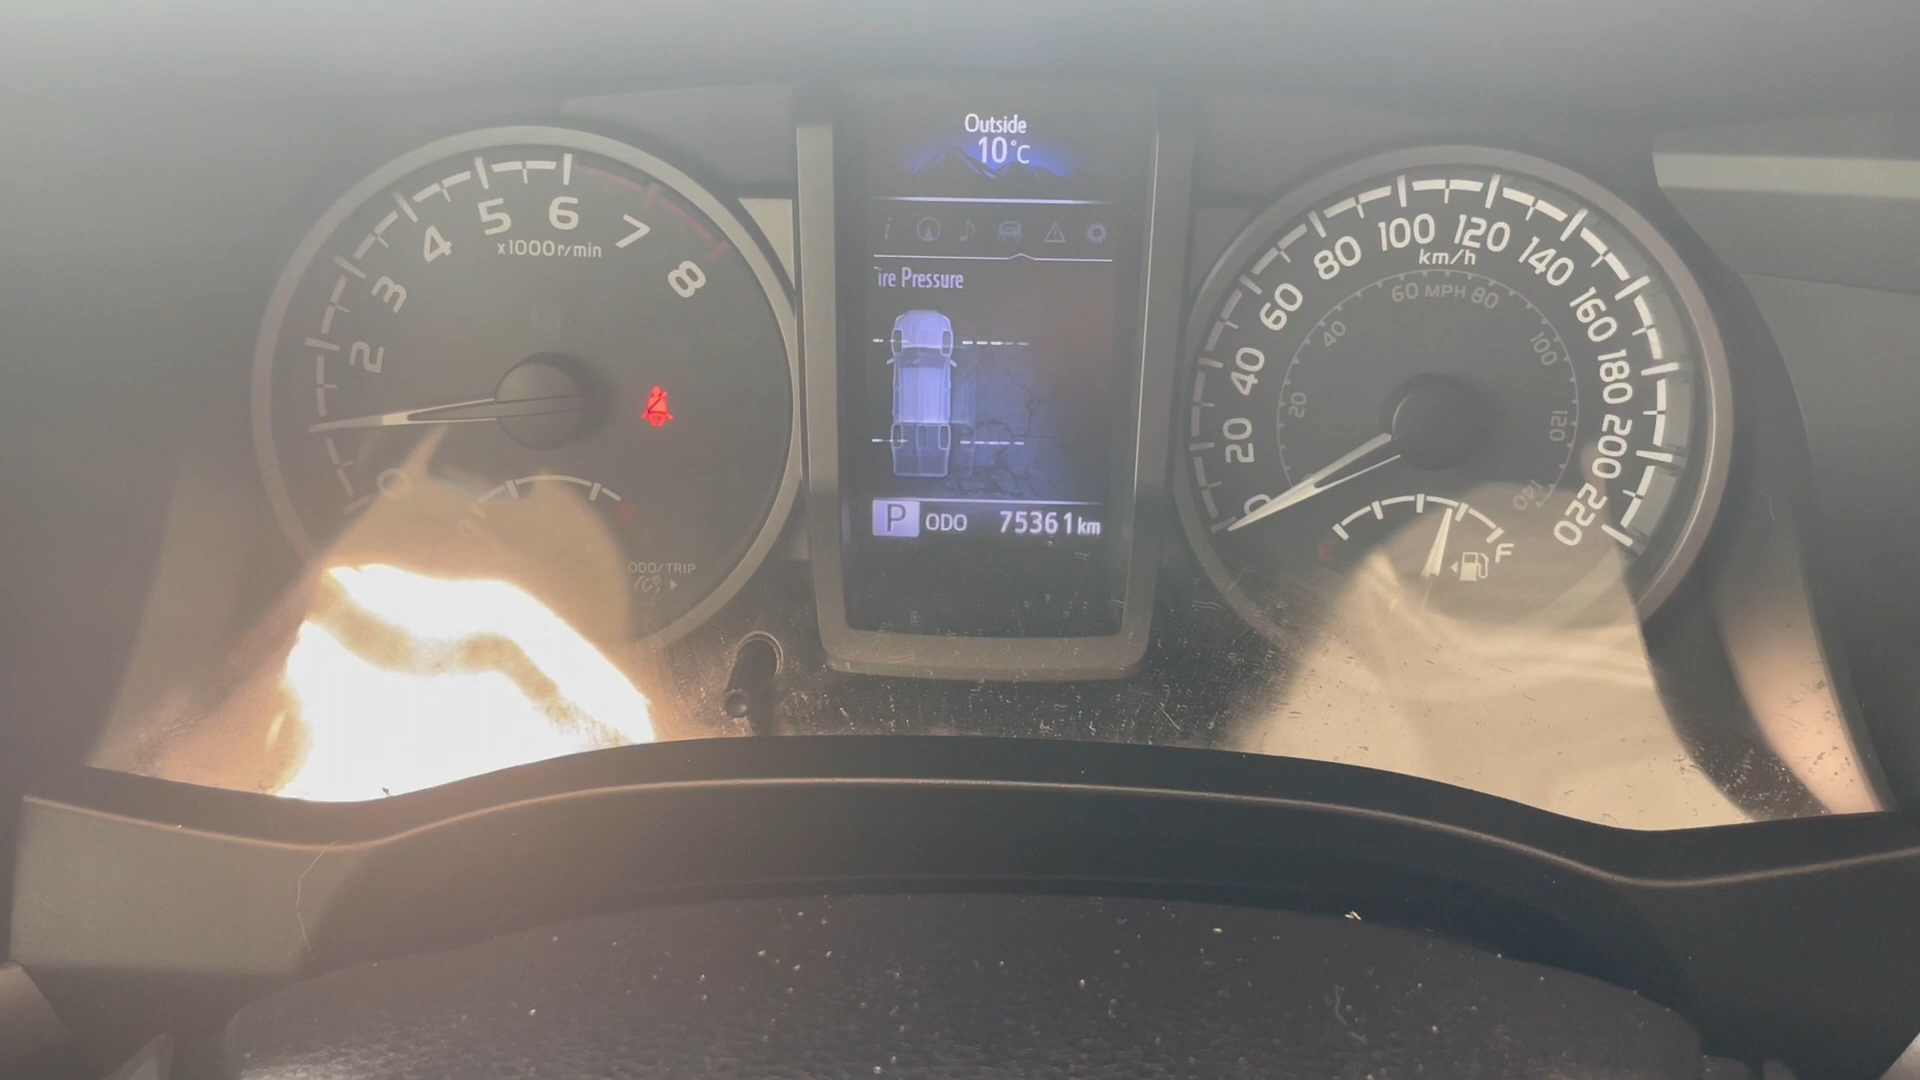 Outside
10°C
ire Pressure
P ODO 75361 km
0
2
3
4
5
6
7
8
x1000r/min
ODO/TRIP
0
20
40
60
80
100
120
140
160
180
200
220
km/h
20
40
60 MPH 80
100
120
140
E
F